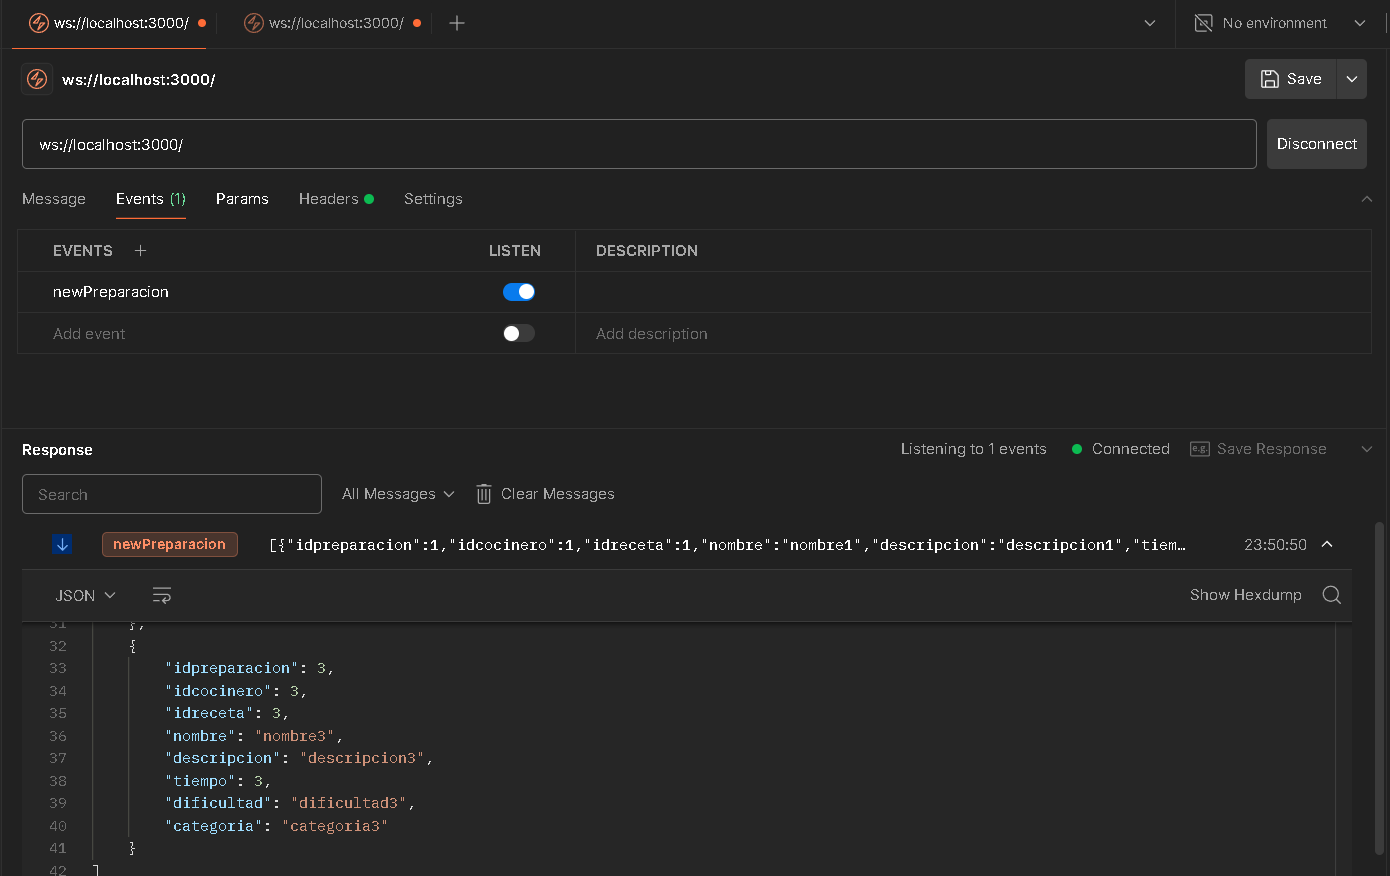 ws://localhost:3000/
ws://localhost:3000/
No environment
ws://localhost:3000/
Save
ws://localhost:3000/
Disconnect
Message
Events (1)
Params
Headers
Settings
EVENTS
LISTEN
DESCRIPTION
newPreparacion
Add event
Add description
Response
Listening to 1 events
Connected
e.g.
Save Response
Search
All Messages
Clear Messages
newPreparacion
[{"idpreparacion":1,"idcocinero":1,"idreceta":1,"nombre":"nombre1","descripcion":"descripcion1","tiem…
23:50:50
JSON
Show Hexdump
31 },
32 {
33 "idpreparacion": 3,
34 "idcocinero": 3,
35 "idreceta": 3,
36 "nombre": "nombre3",
37 "descripcion": "descripcion3",
38 "tiempo": 3,
39 "dificultad": "dificultad3",
40 "categoria": "categoria3"
41 }
42 ]